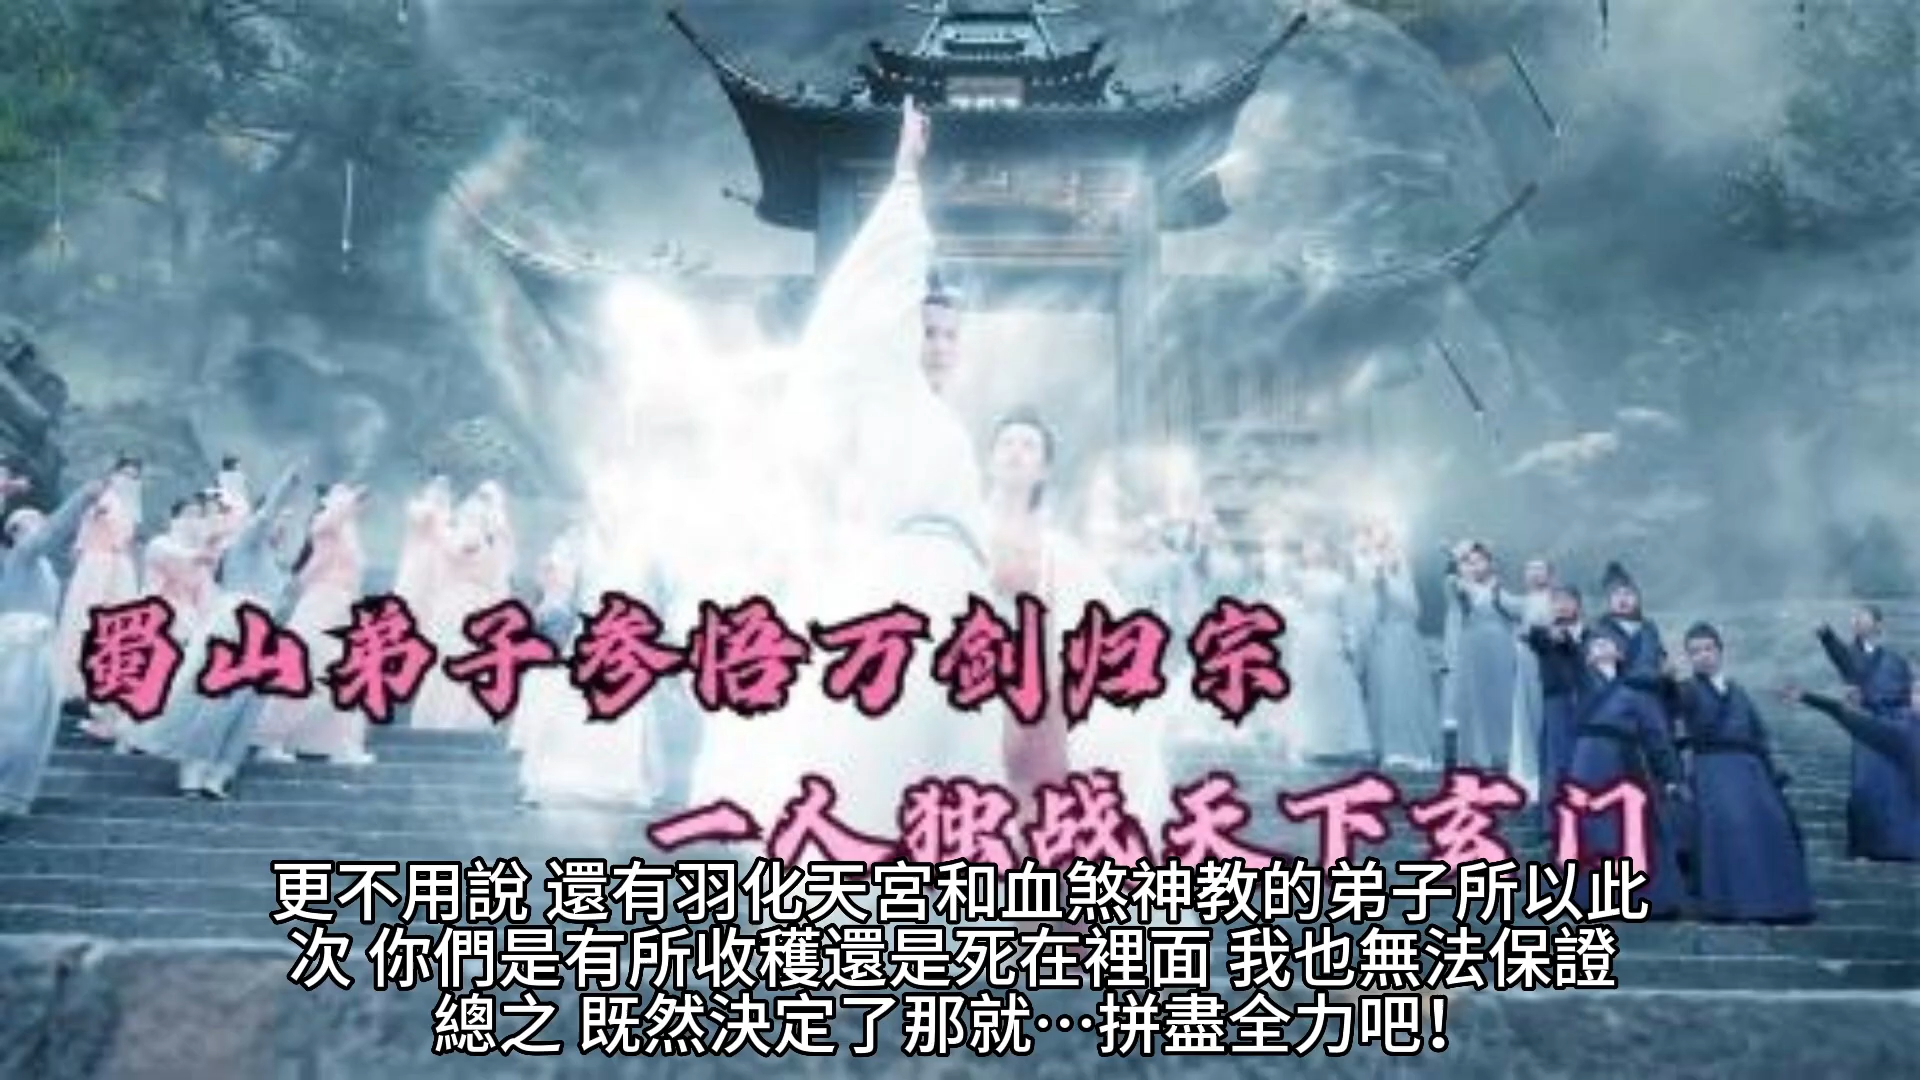 蜀山弟子参悟万剑归宗
一人独战天下玄门
更不用說 還有羽化天宮和血煞神教的弟子所以此
次 你們是有所收穫還是死在裡面 我也無法保證
總之 既然決定了那就…拼盡全力吧！